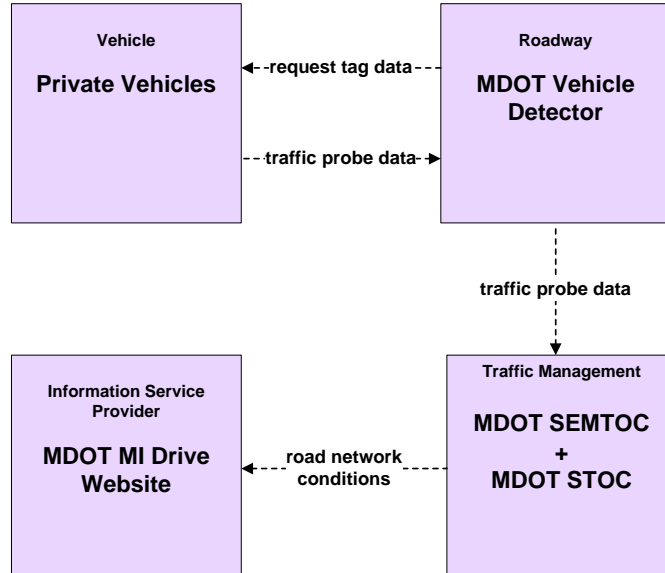 Vehicle
Private Vehicles
request tag data
Roadway
MDOT Vehicle
Detector
traffic probe data
traffic probe data
Information Service
Provider
MDOT MI Drive
Website
road network
conditions
Traffic Management
MDOT SEMTOC
+
MDOT STOC